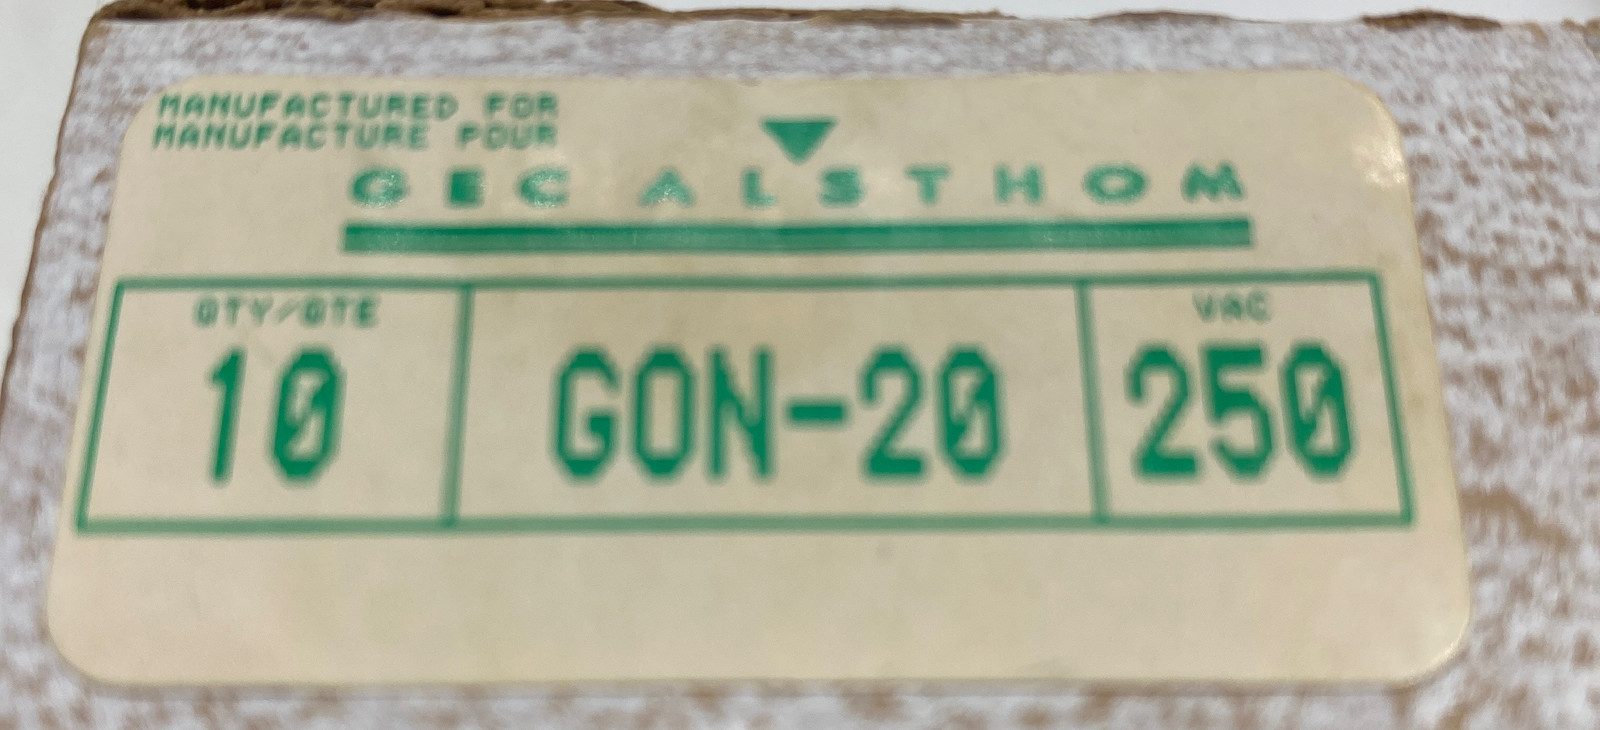 MANUFACTURED FOR
MANUFACTURE POUR
GEC ALSTHOM
QTY/QTE
10
GON-20
VAC
250